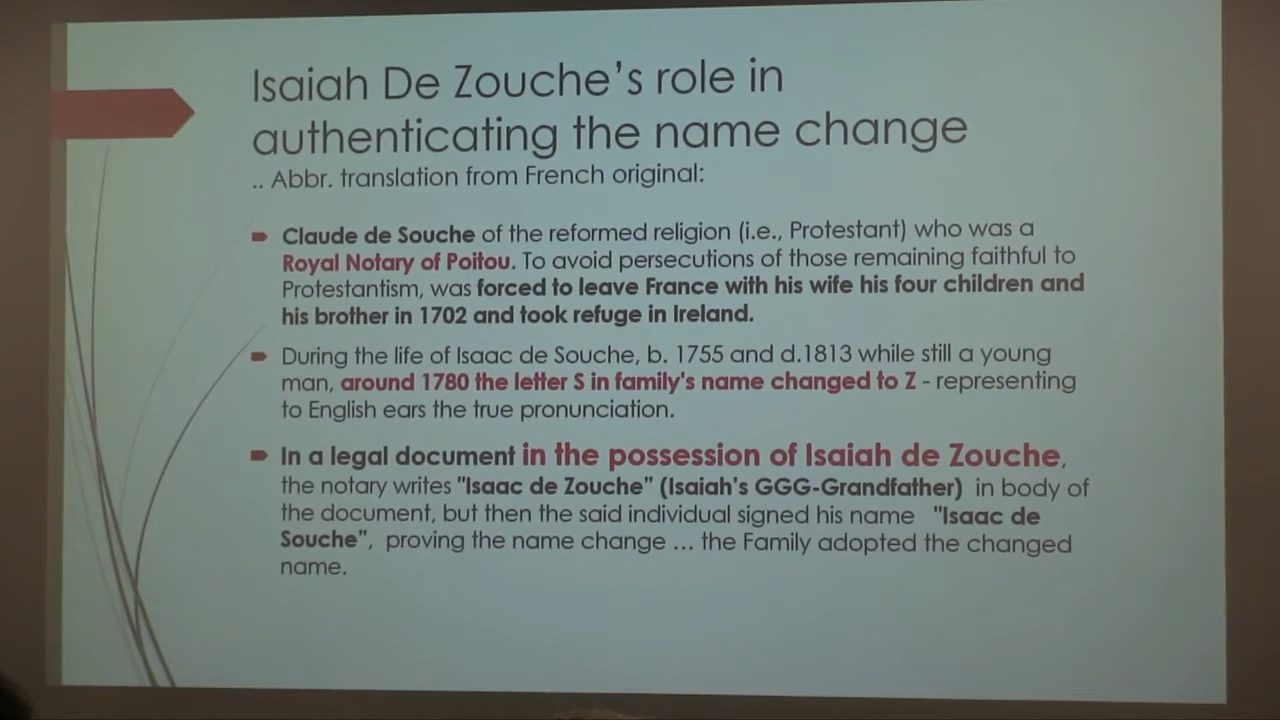 Isaiah De Zouche's role in
authenticating the name change
.. Abbr. translation from French original:
Claude de Souche of the reformed religion (i.e., Protestant) who was a
Royal Notary of Poitou. To avoid persecutions of those remaining faithful to
Protestantism, was forced to leave France with his wife his four children and
his brother in 1702 and took refuge in Ireland.
During the life of Isaac de Souche, b. 1755 and d.1813 while still a young
man, around 1780 the letter S in family's name changed to Z - representing
to English ears the true pronunciation.
In a legal document in the possession of Isaiah de Zouche,
the notary writes "Isaac de Zouche" (Isaiah's GGG-Grandfather) in body of
the document, but then the said individual signed his name "Isaac de
Souche", proving the name change ... the Family adopted the changed
name.